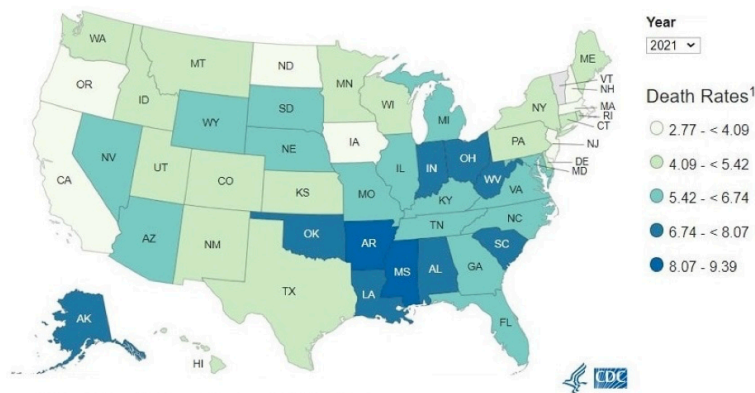 Year
2021
Death Rates¹
2.77 - < 4.09
4.09 - < 5.42
5.42 - < 6.74
6.74 - < 8.07
8.07 - 9.39
WA
MT
ND
MN
ME
VT
NH
OR
ID
SD
WI
MI
NY
MA
RI
CT
WY
IA
PA
NJ
NV
NE
IL
IN
OH
DE
MD
UT
CO
KS
MO
KY
WV
VA
CA
AZ
NM
OK
AR
TN
NC
SC
TX
LA
MS
AL
GA
FL
AK
HI
CDC